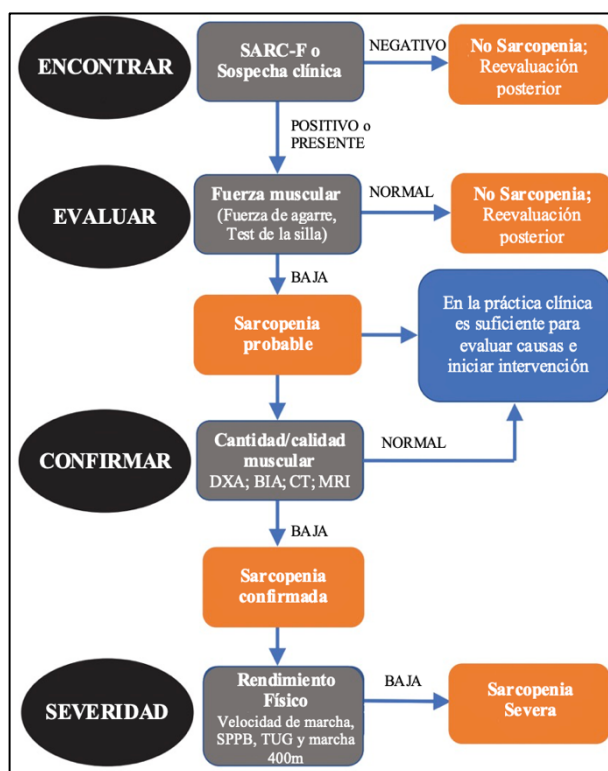 ENCONTRAR
SARC-F o
Sospecha clínica
NEGATIVO
No Sarcopenia;
Reevaluación
posterior
POSITIVO o
PRESENTE
EVALUAR
Fuerza muscular
(Fuerza de agarre,
Test de la silla)
NORMAL
No Sarcopenia;
Reevaluación
posterior
BAJA
Sarcopenia
probable
En la práctica clínica
es suficiente para
evaluar causas e
iniciar intervención
CONFIRMAR
Cantidad/calidad
muscular
DXA; BIA; CT; MRI
NORMAL
BAJA
Sarcopenia
confirmada
SEVERIDAD
Rendimiento
Físico
Velocidad de marcha,
SPPB, TUG y marcha
400m
BAJA
Sarcopenia
Severa